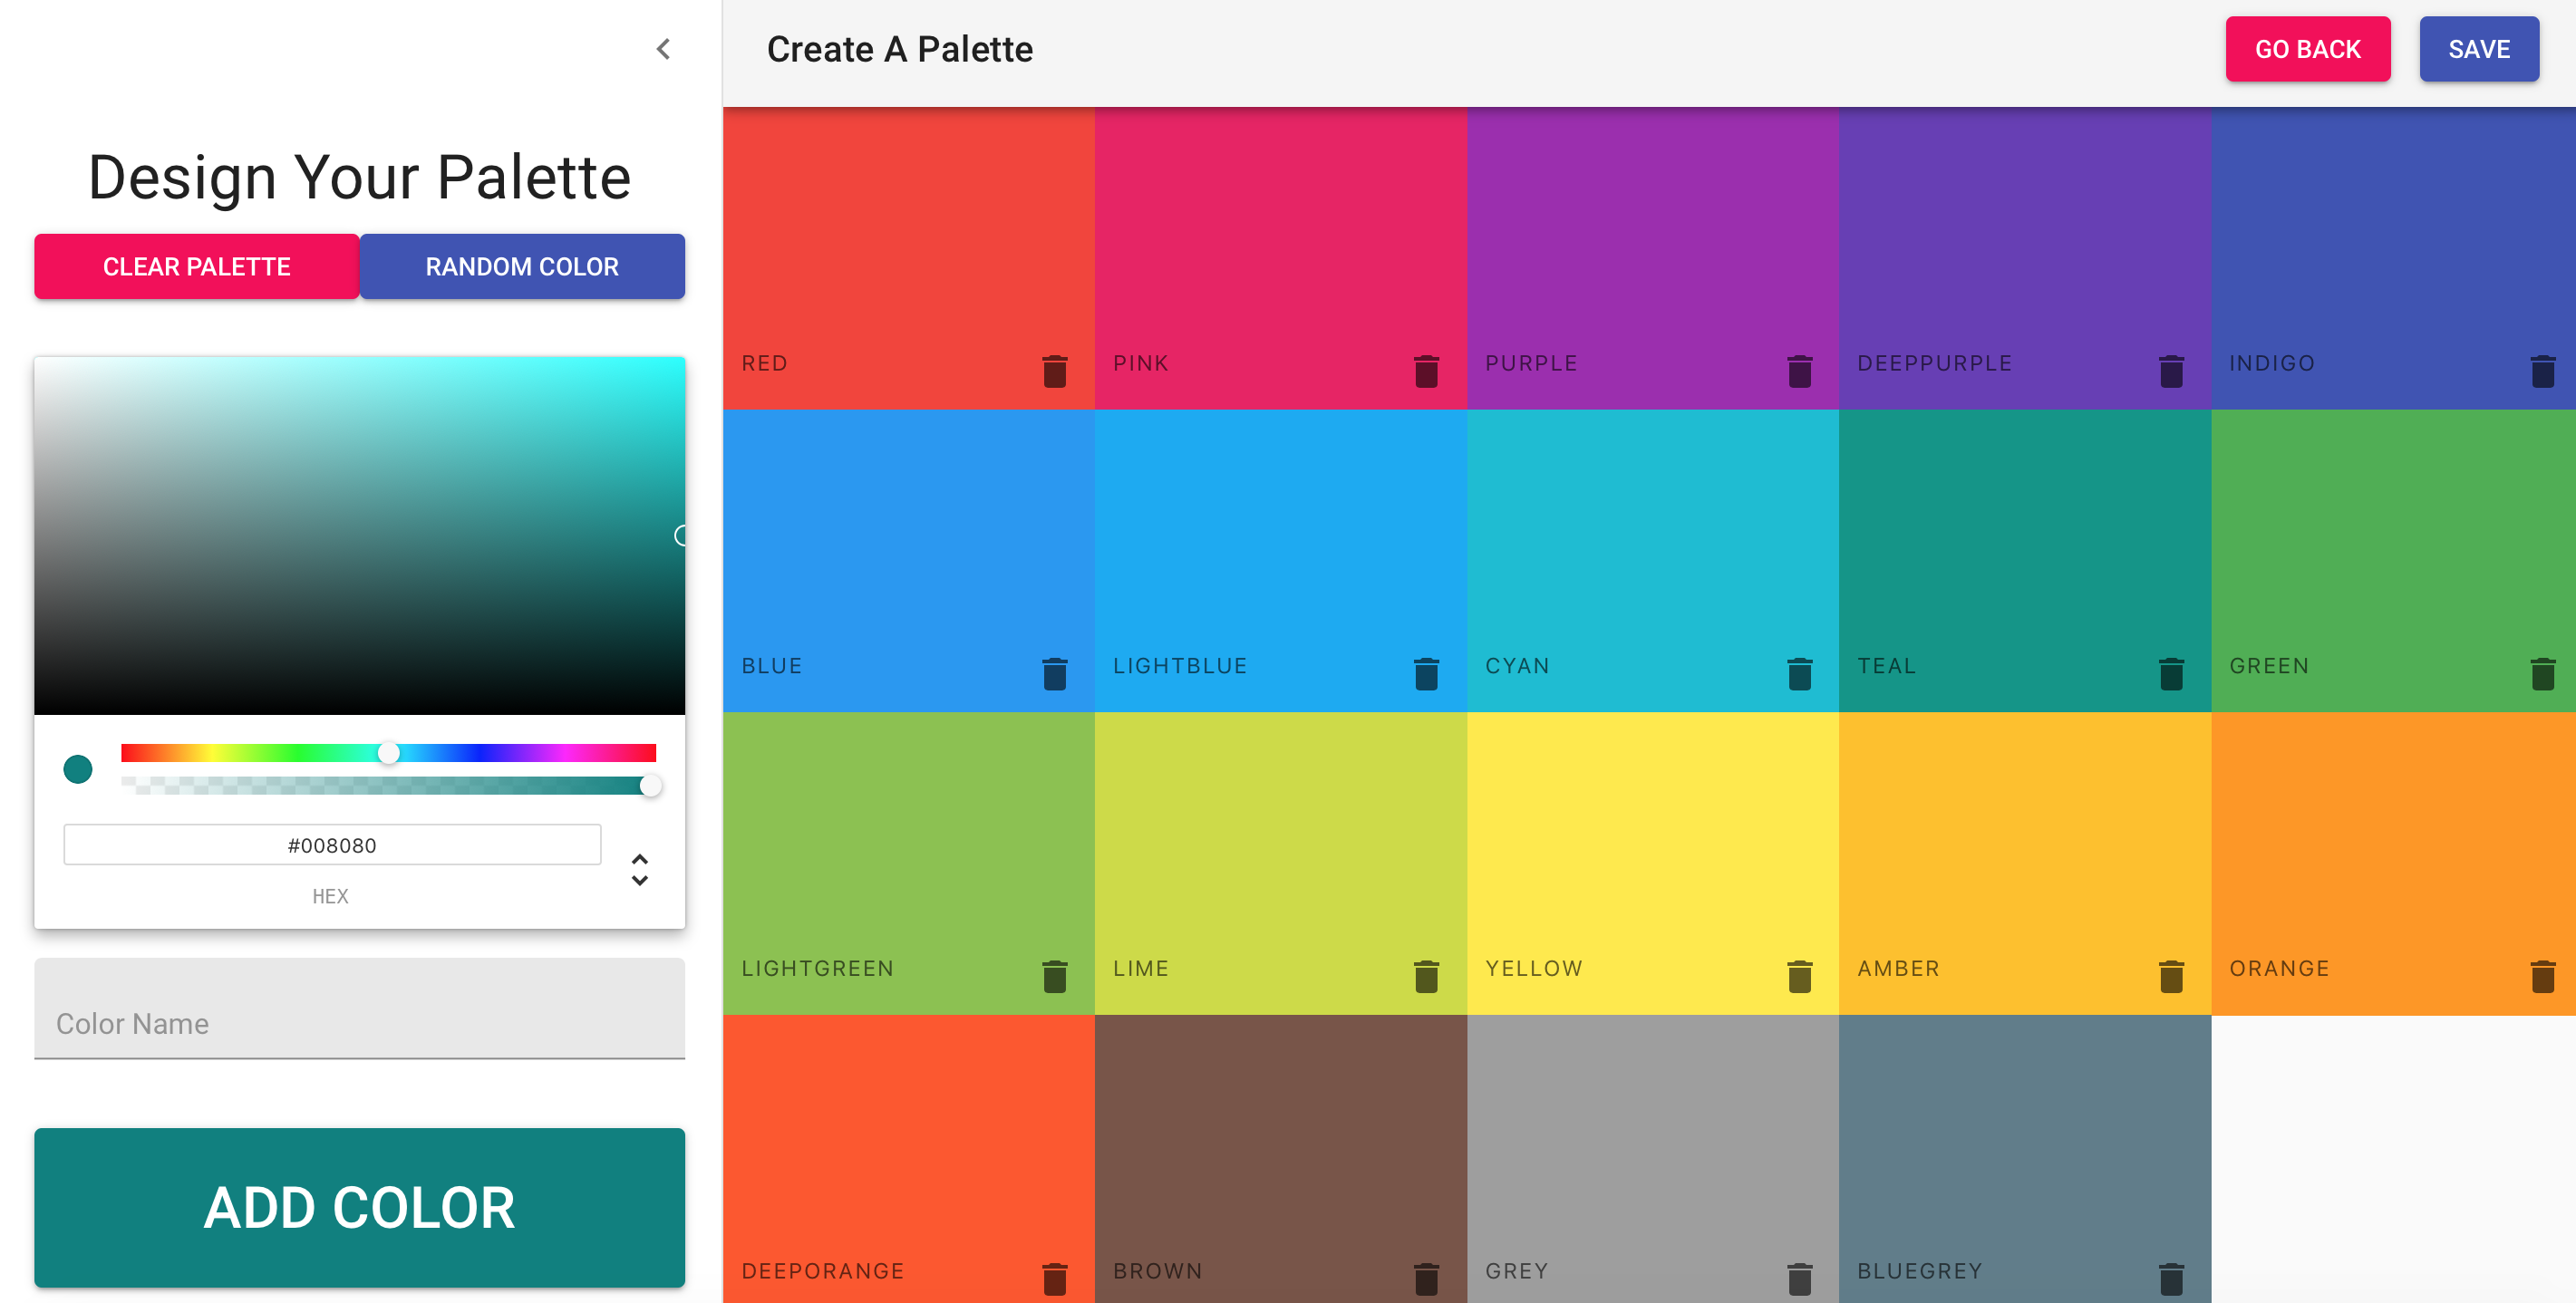 Design Your Palette
CLEAR PALETTE
RANDOM COLOR
#008080
HEX
Color Name
ADD COLOR
Create A Palette
GO BACK
SAVE
RED
PINK
PURPLE
DEEPPURPLE
INDIGO
BLUE
LIGHTBLUE
CYAN
TEAL
GREEN
LIGHTGREEN
LIME
YELLOW
AMBER
ORANGE
DEEPORANGE
BROWN
GREY
BLUEGREY